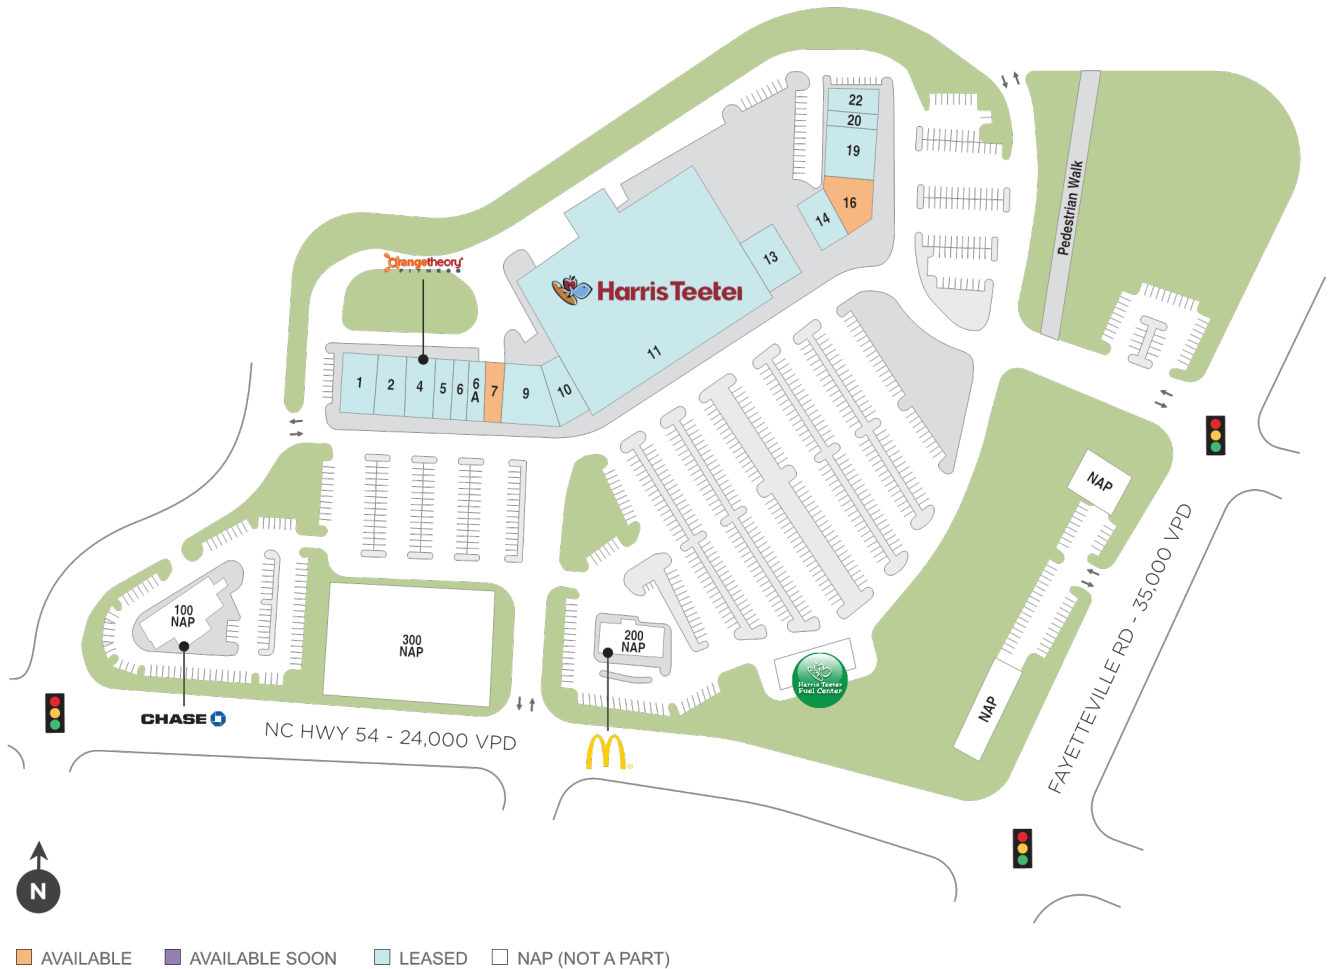 22
20
19
16
14
13
Pedestrian Walk
orangetheory
FITNESS
Harris Teeter
11
1
2
4
5
6
6
A
7
9
10
NAP
100
NAP
300
NAP
200
NAP
Harris Teeter
Fuel Center
NAP
CHASE
NC HWY 54 - 24,000 VPD
FAYETTEVILLE RD - 35,000 VPD
N
AVAILABLE
AVAILABLE SOON
LEASED
NAP (NOT A PART)